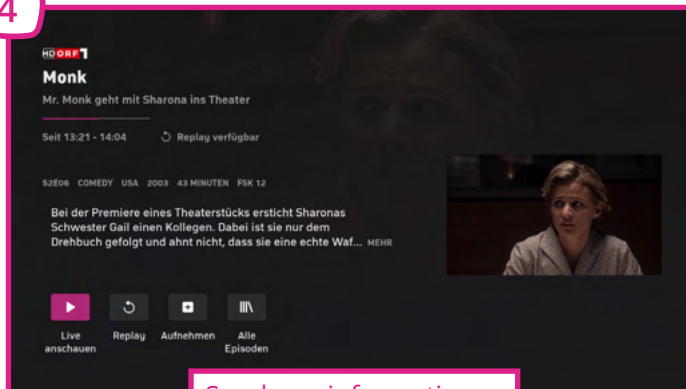 4
HD ORF 1
Monk
Mr. Monk geht mit Sharona ins Theater
Seit 13:21 - 14:04 Replay verfügbar
S2E06 COMEDY USA 2003 43 MINUTEN FSK 12
Bei der Premiere eines Theaterstücks ersticht Sharonas
Schwester Gail einen Kollegen. Dabei ist sie nur dem
Drehbuch gefolgt und ahnt nicht, dass sie eine echte Waf... MEHR
Live anschauen
Replay
Aufnehmen
Alle Episoden